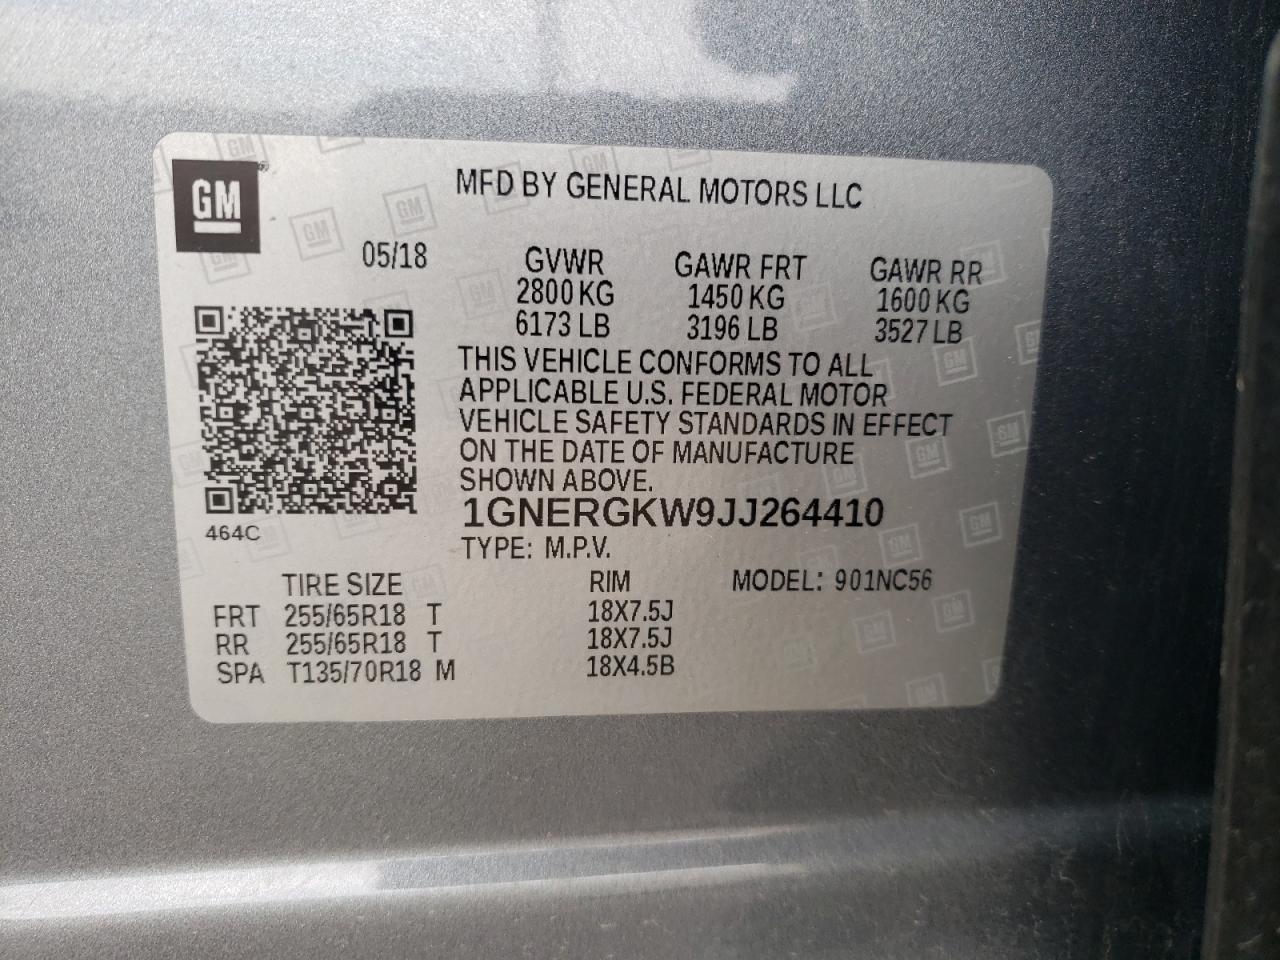 GM
MFD BY GENERAL MOTORS LLC
05/18
GVWR GAWR FRT GAWR RR
2800 KG 1450 KG 1600 KG
6173 LB 3196 LB 3527 LB
THIS VEHICLE CONFORMS TO ALL
APPLICABLE U.S. FEDERAL MOTOR
VEHICLE SAFETY STANDARDS IN EFFECT
ON THE DATE OF MANUFACTURE
SHOWN ABOVE.
1GNERGKW9JJ264410
464C
TYPE: M.P.V.
TIRE SIZE RIM MODEL: 901NC56
FRT 255/65R18 T 18X7.5J
RR 255/65R18 T 18X7.5J
SPA T135/70R18 M 18X4.5B